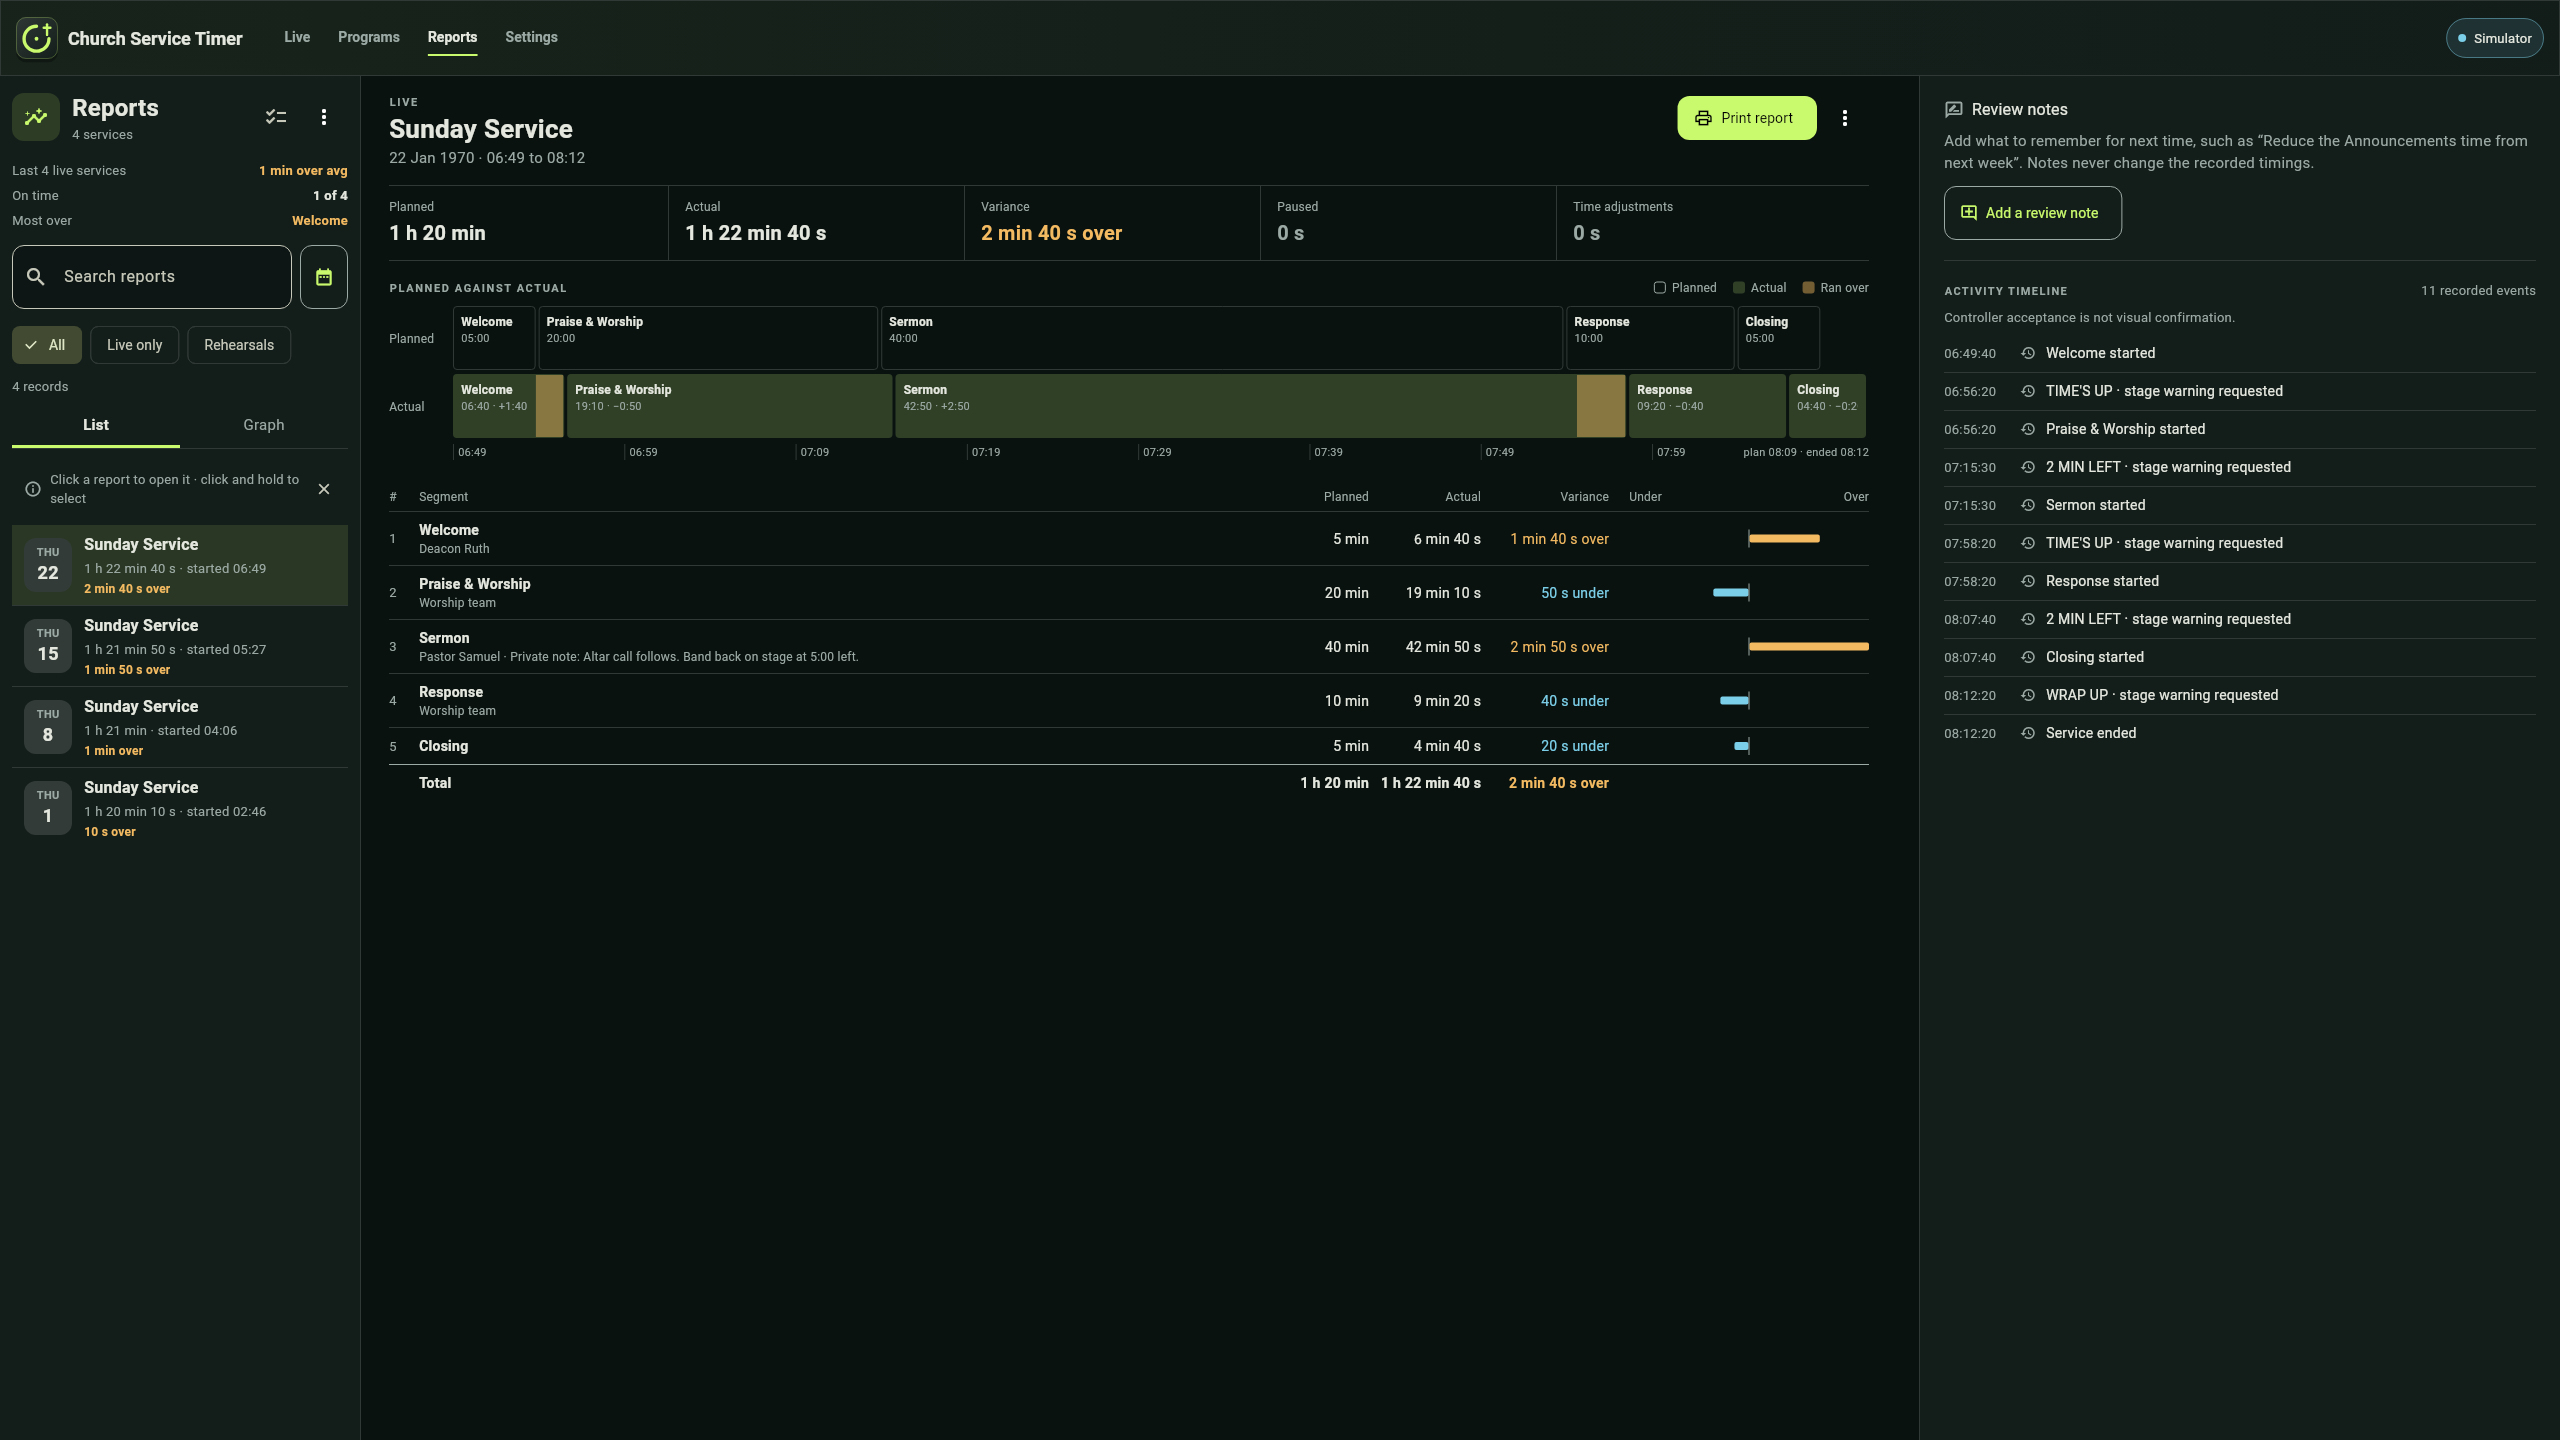 Church Service Timer
Live
Programs
Reports
Settings
Simulator
Reports
4 services
Last 4 live services
1 min over avg
On time
1 of 4
Most over
Welcome
Search reports
All
Live only
Rehearsals
4 records
List
Graph
Click a report to open it · click and hold to
select
THU
22
Sunday Service
1 h 22 min 40 s · started 06:49
2 min 40 s over
THU
15
Sunday Service
1 h 21 min 50 s · started 05:27
1 min 50 s over
THU
8
Sunday Service
1 h 21 min · started 04:06
1 min over
THU
1
Sunday Service
1 h 20 min 10 s · started 02:46
10 s over
LIVE
Sunday Service
22 Jan 1970 · 06:49 to 08:12
Print report
Planned
1 h 20 min
Actual
1 h 22 min 40 s
Variance
2 min 40 s over
Paused
0 s
Time adjustments
0 s
PLANNED AGAINST ACTUAL
Planned
Actual
Ran over
Planned
Welcome
05:00
Praise & Worship
20:00
Sermon
40:00
Response
10:00
Closing
05:00
Actual
Welcome
06:40 · +1:40
Praise & Worship
19:10 · −0:50
Sermon
42:50 · +2:50
Response
09:20 · −0:40
Closing
04:40 · −0:2
06:49
06:59
07:09
07:19
07:29
07:39
07:49
07:59
plan 08:09 · ended 08:12
# Segment Planned Actual Variance Under Over
1 Welcome 5 min 6 min 40 s 1 min 40 s over
Deacon Ruth
2 Praise & Worship 20 min 19 min 10 s 50 s under
Worship team
3 Sermon 40 min 42 min 50 s 2 min 50 s over
Pastor Samuel · Private note: Altar call follows. Band back on stage at 5:00 left.
4 Response 10 min 9 min 20 s 40 s under
Worship team
5 Closing 5 min 4 min 40 s 20 s under
Total 1 h 20 min 1 h 22 min 40 s 2 min 40 s over
Review notes
Add what to remember for next time, such as “Reduce the Announcements time from
next week”. Notes never change the recorded timings.
Add a review note
ACTIVITY TIMELINE
11 recorded events
Controller acceptance is not visual confirmation.
06:49:40 Welcome started
06:56:20 TIME'S UP · stage warning requested
06:56:20 Praise & Worship started
07:15:30 2 MIN LEFT · stage warning requested
07:15:30 Sermon started
07:58:20 TIME'S UP · stage warning requested
07:58:20 Response started
08:07:40 2 MIN LEFT · stage warning requested
08:07:40 Closing started
08:12:20 WRAP UP · stage warning requested
08:12:20 Service ended